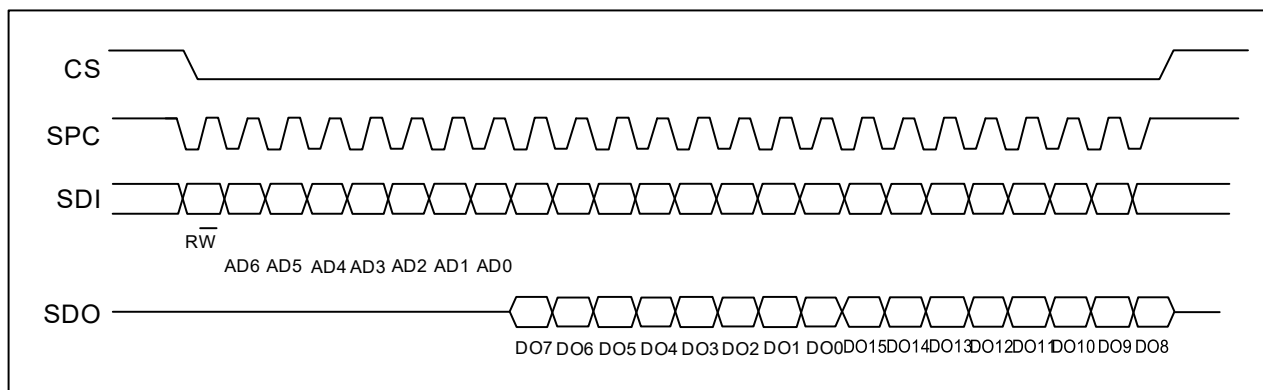 CS
SPC
SDI
RW
AD6 AD5 AD4 AD3 AD2 AD1 AD0
SDO
DO7 DO6 DO5 DO4 DO3 DO2 DO1 DO0 DO15 DO14 DO13 DO12 DO11 DO10 DO9 DO8